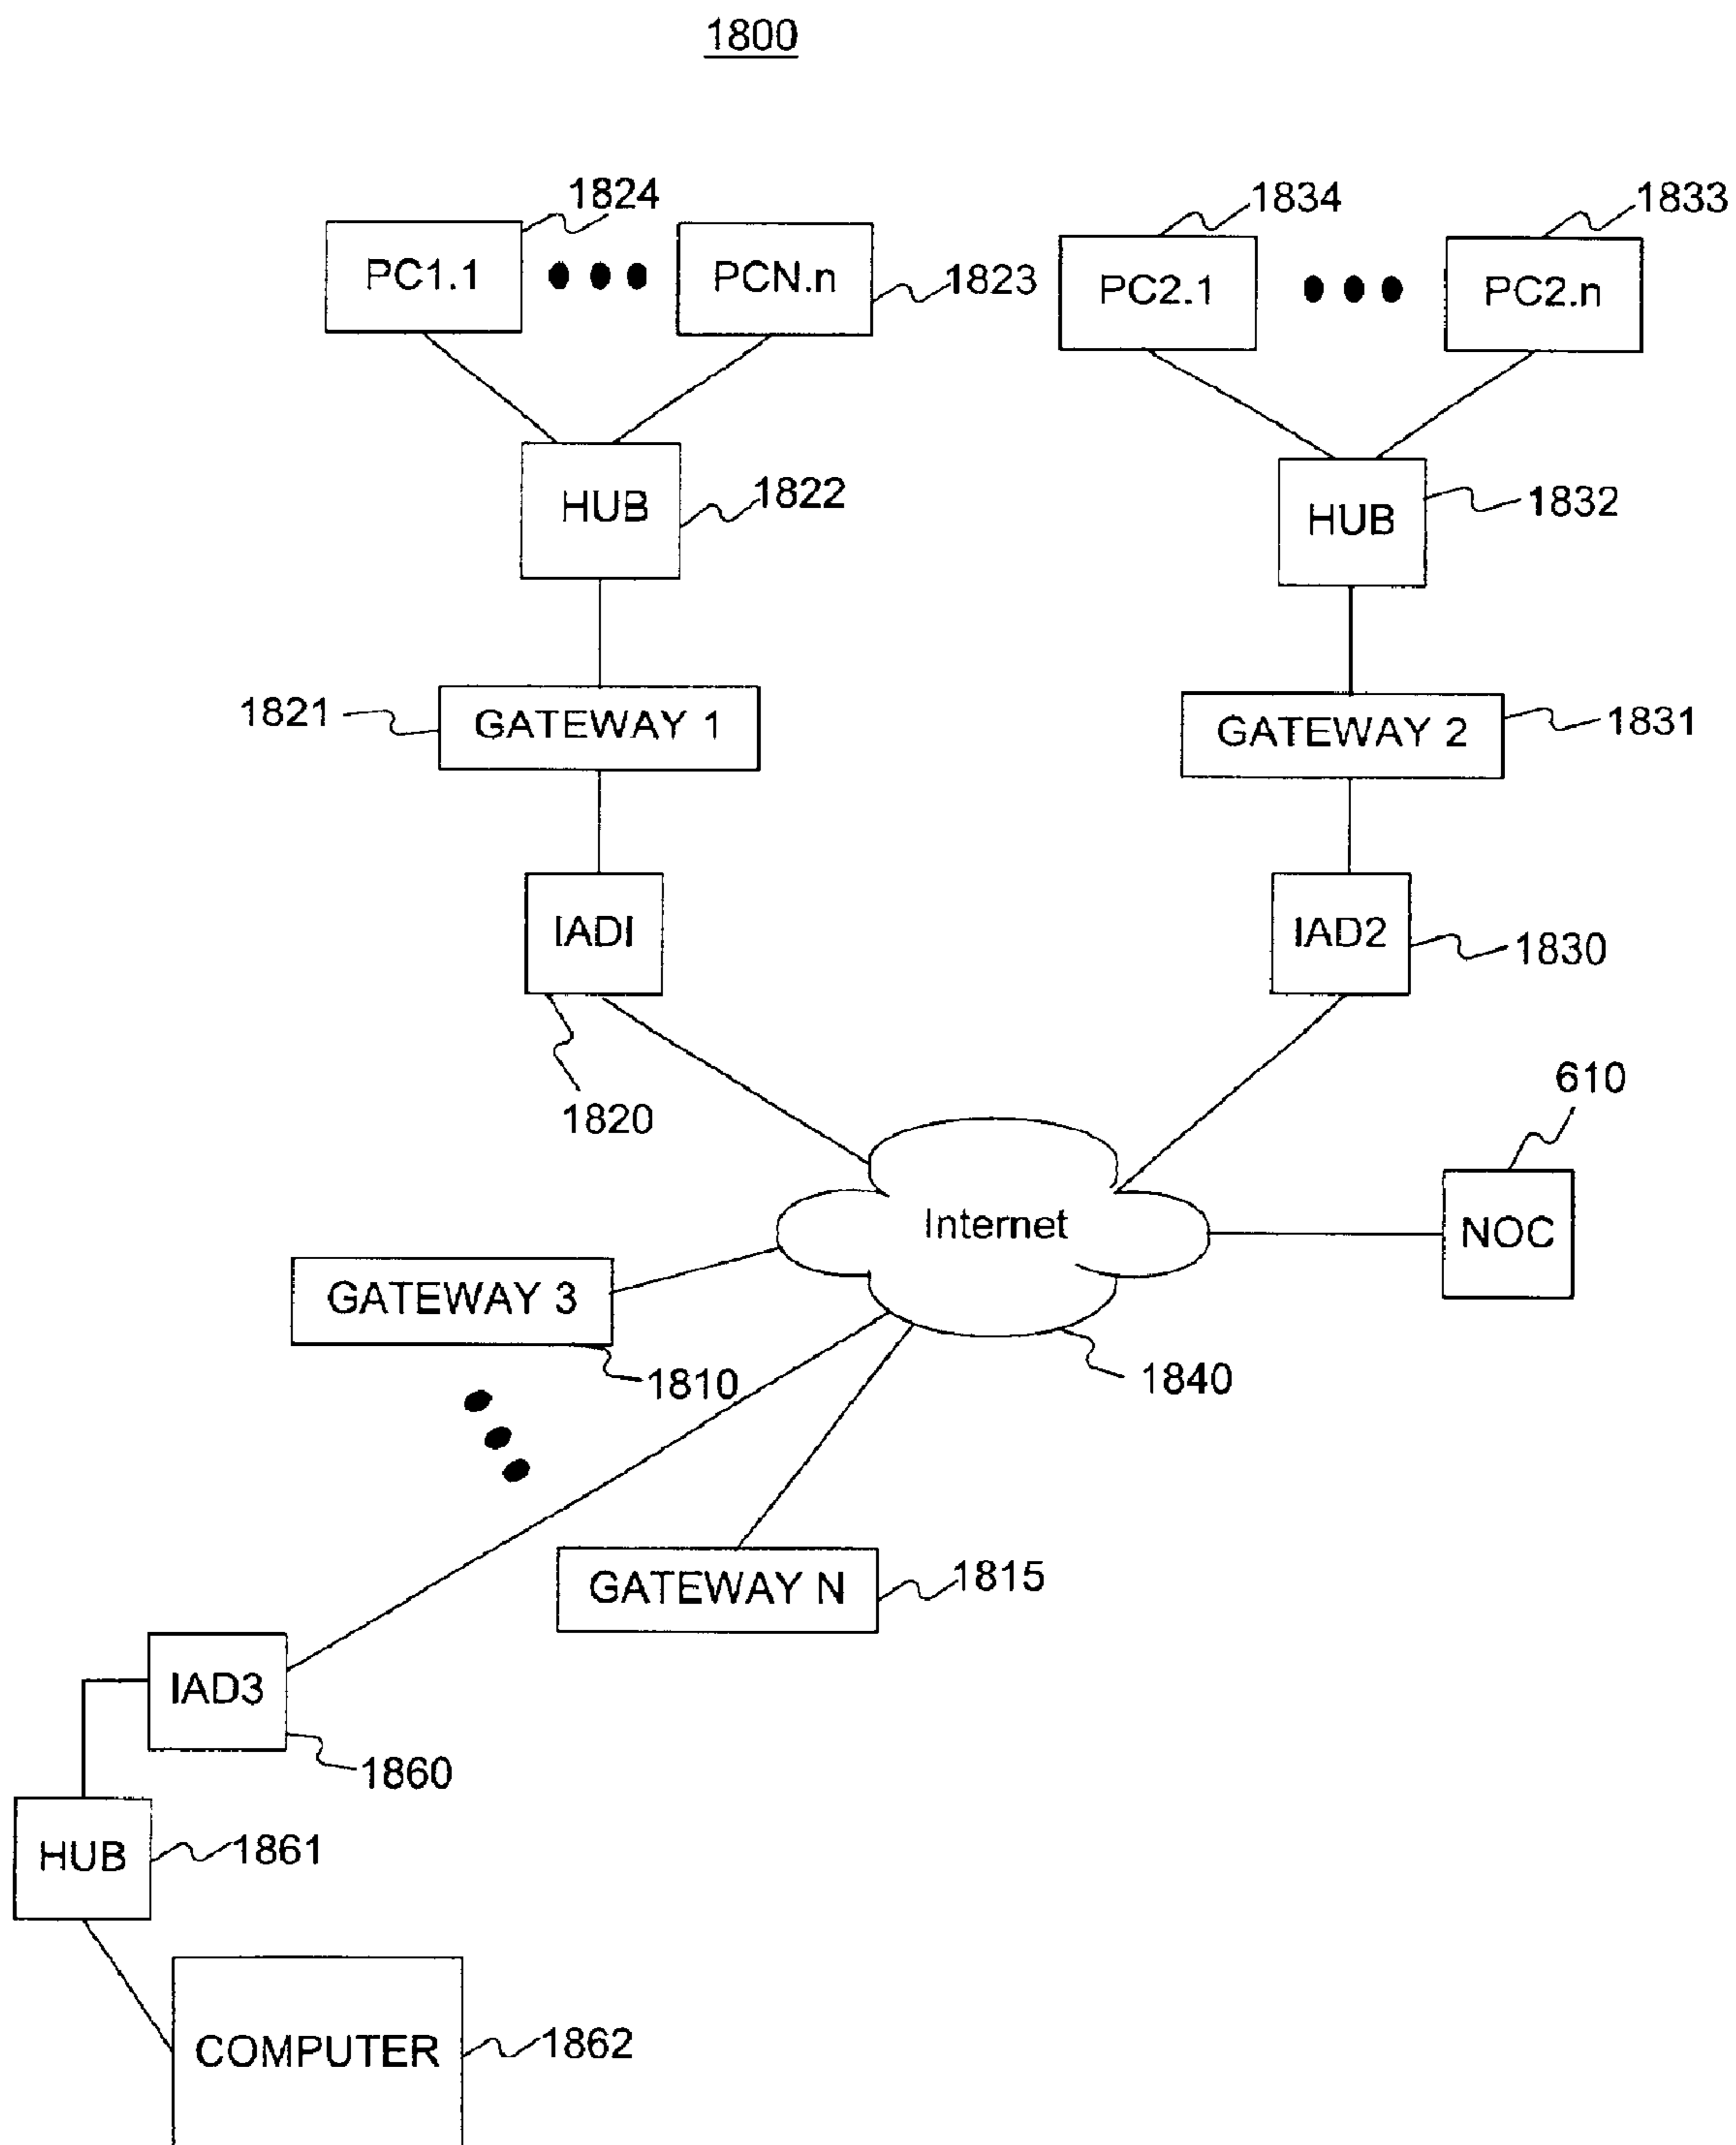 1800
1824
1834
1833
PC1.1
PCN.n
1823
PC2.1
PC2.n
HUB
1822
HUB
1832
1821
GATEWAY 1
GATEWAY 2
1831
IADI
IAD2
1830
1820
610
Internet
NOC
GATEWAY 3
1810
1840
GATEWAY N
1815
IAD3
1860
HUB
1861
COMPUTER
1862